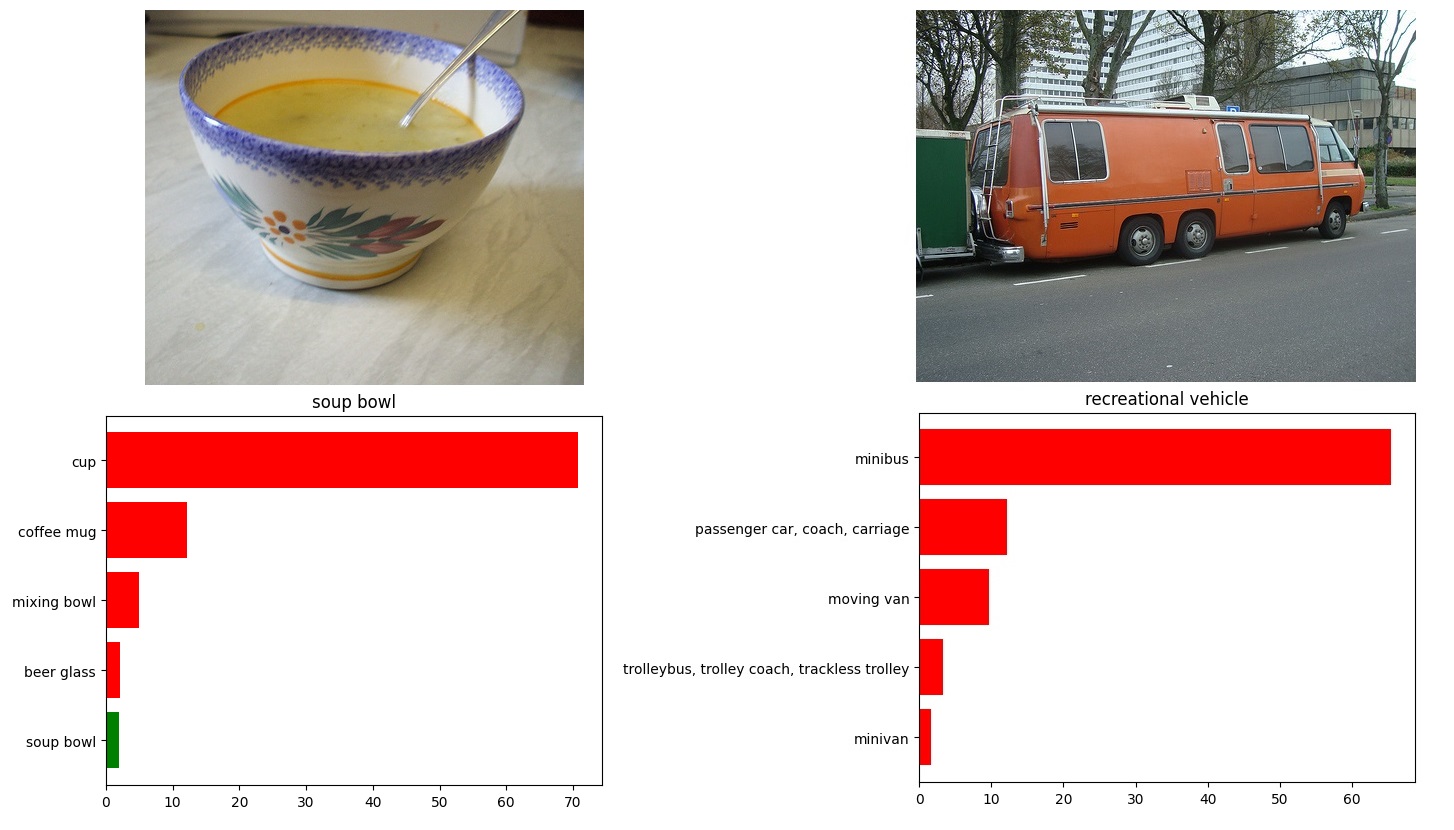 soup bowl
cup
coffee mug
mixing bowl
beer glass
soup bowl
0 10 20 30 40 50 60 70
P
recreational vehicle
minibus
passenger car, coach, carriage
moving van
trolleybus, trolley coach, trackless trolley
minivan
0 10 20 30 40 50 60